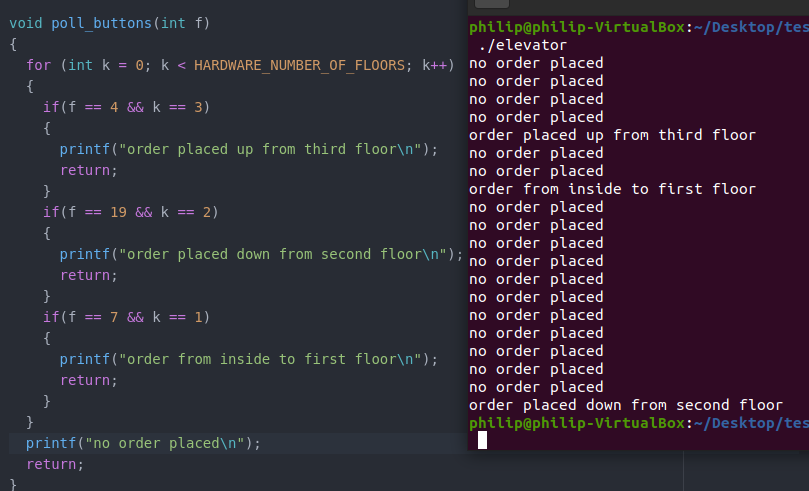 void poll_buttons(int f)
{
for (int k = 0; k < HARDWARE_NUMBER_OF_FLOORS; k++)
{
if(f == 4 && k == 3)
{
printf("order placed up from third floor\n");
return;
}
if(f == 19 && k == 2)
{
printf("order placed down from second floor\n");
return;
}
if(f == 7 && k == 1)
{
printf("order from inside to first floor\n");
return;
}
}
printf("no order placed\n");
return;
}
philip@philip-VirtualBox:~/Desktop/tes
./elevator
no order placed
no order placed
no order placed
no order placed
order placed up from third floor
no order placed
no order placed
order from inside to first floor
no order placed
no order placed
no order placed
no order placed
no order placed
no order placed
no order placed
no order placed
no order placed
no order placed
no order placed
order placed down from second floor
philip@philip-VirtualBox:~/Desktop/tes